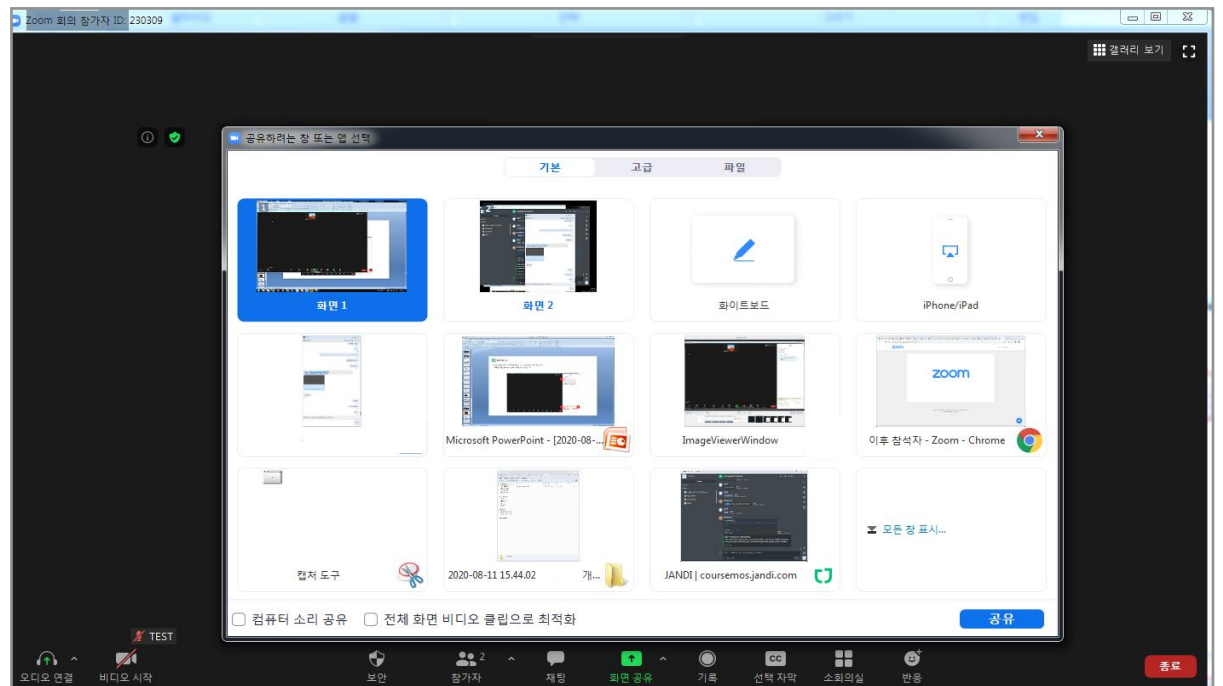 Zoom 회의 참가자 ID: 230309
갤러리 보기
공유하려는 창 또는 앱 선택
기본 고급 파일
화면 1 화면 2 화이트보드 iPhone/iPad
zoom
Microsoft PowerPoint - [2020-08-... ImageViewerWindow 이후 참석자 - Zoom - Chrome
모든 창 표시...
캡처 도구 2020-08-11 15.44.02 개... JANDI | coursemos.jandi.com
컴퓨터 소리 공유 전체 화면 비디오 클립으로 최적화 공유
TEST
2
CC
오디오 연결 비디오 시작 보안 참가자 채팅 화면 공유 기록 선택 자막 소회의실 반응 종료